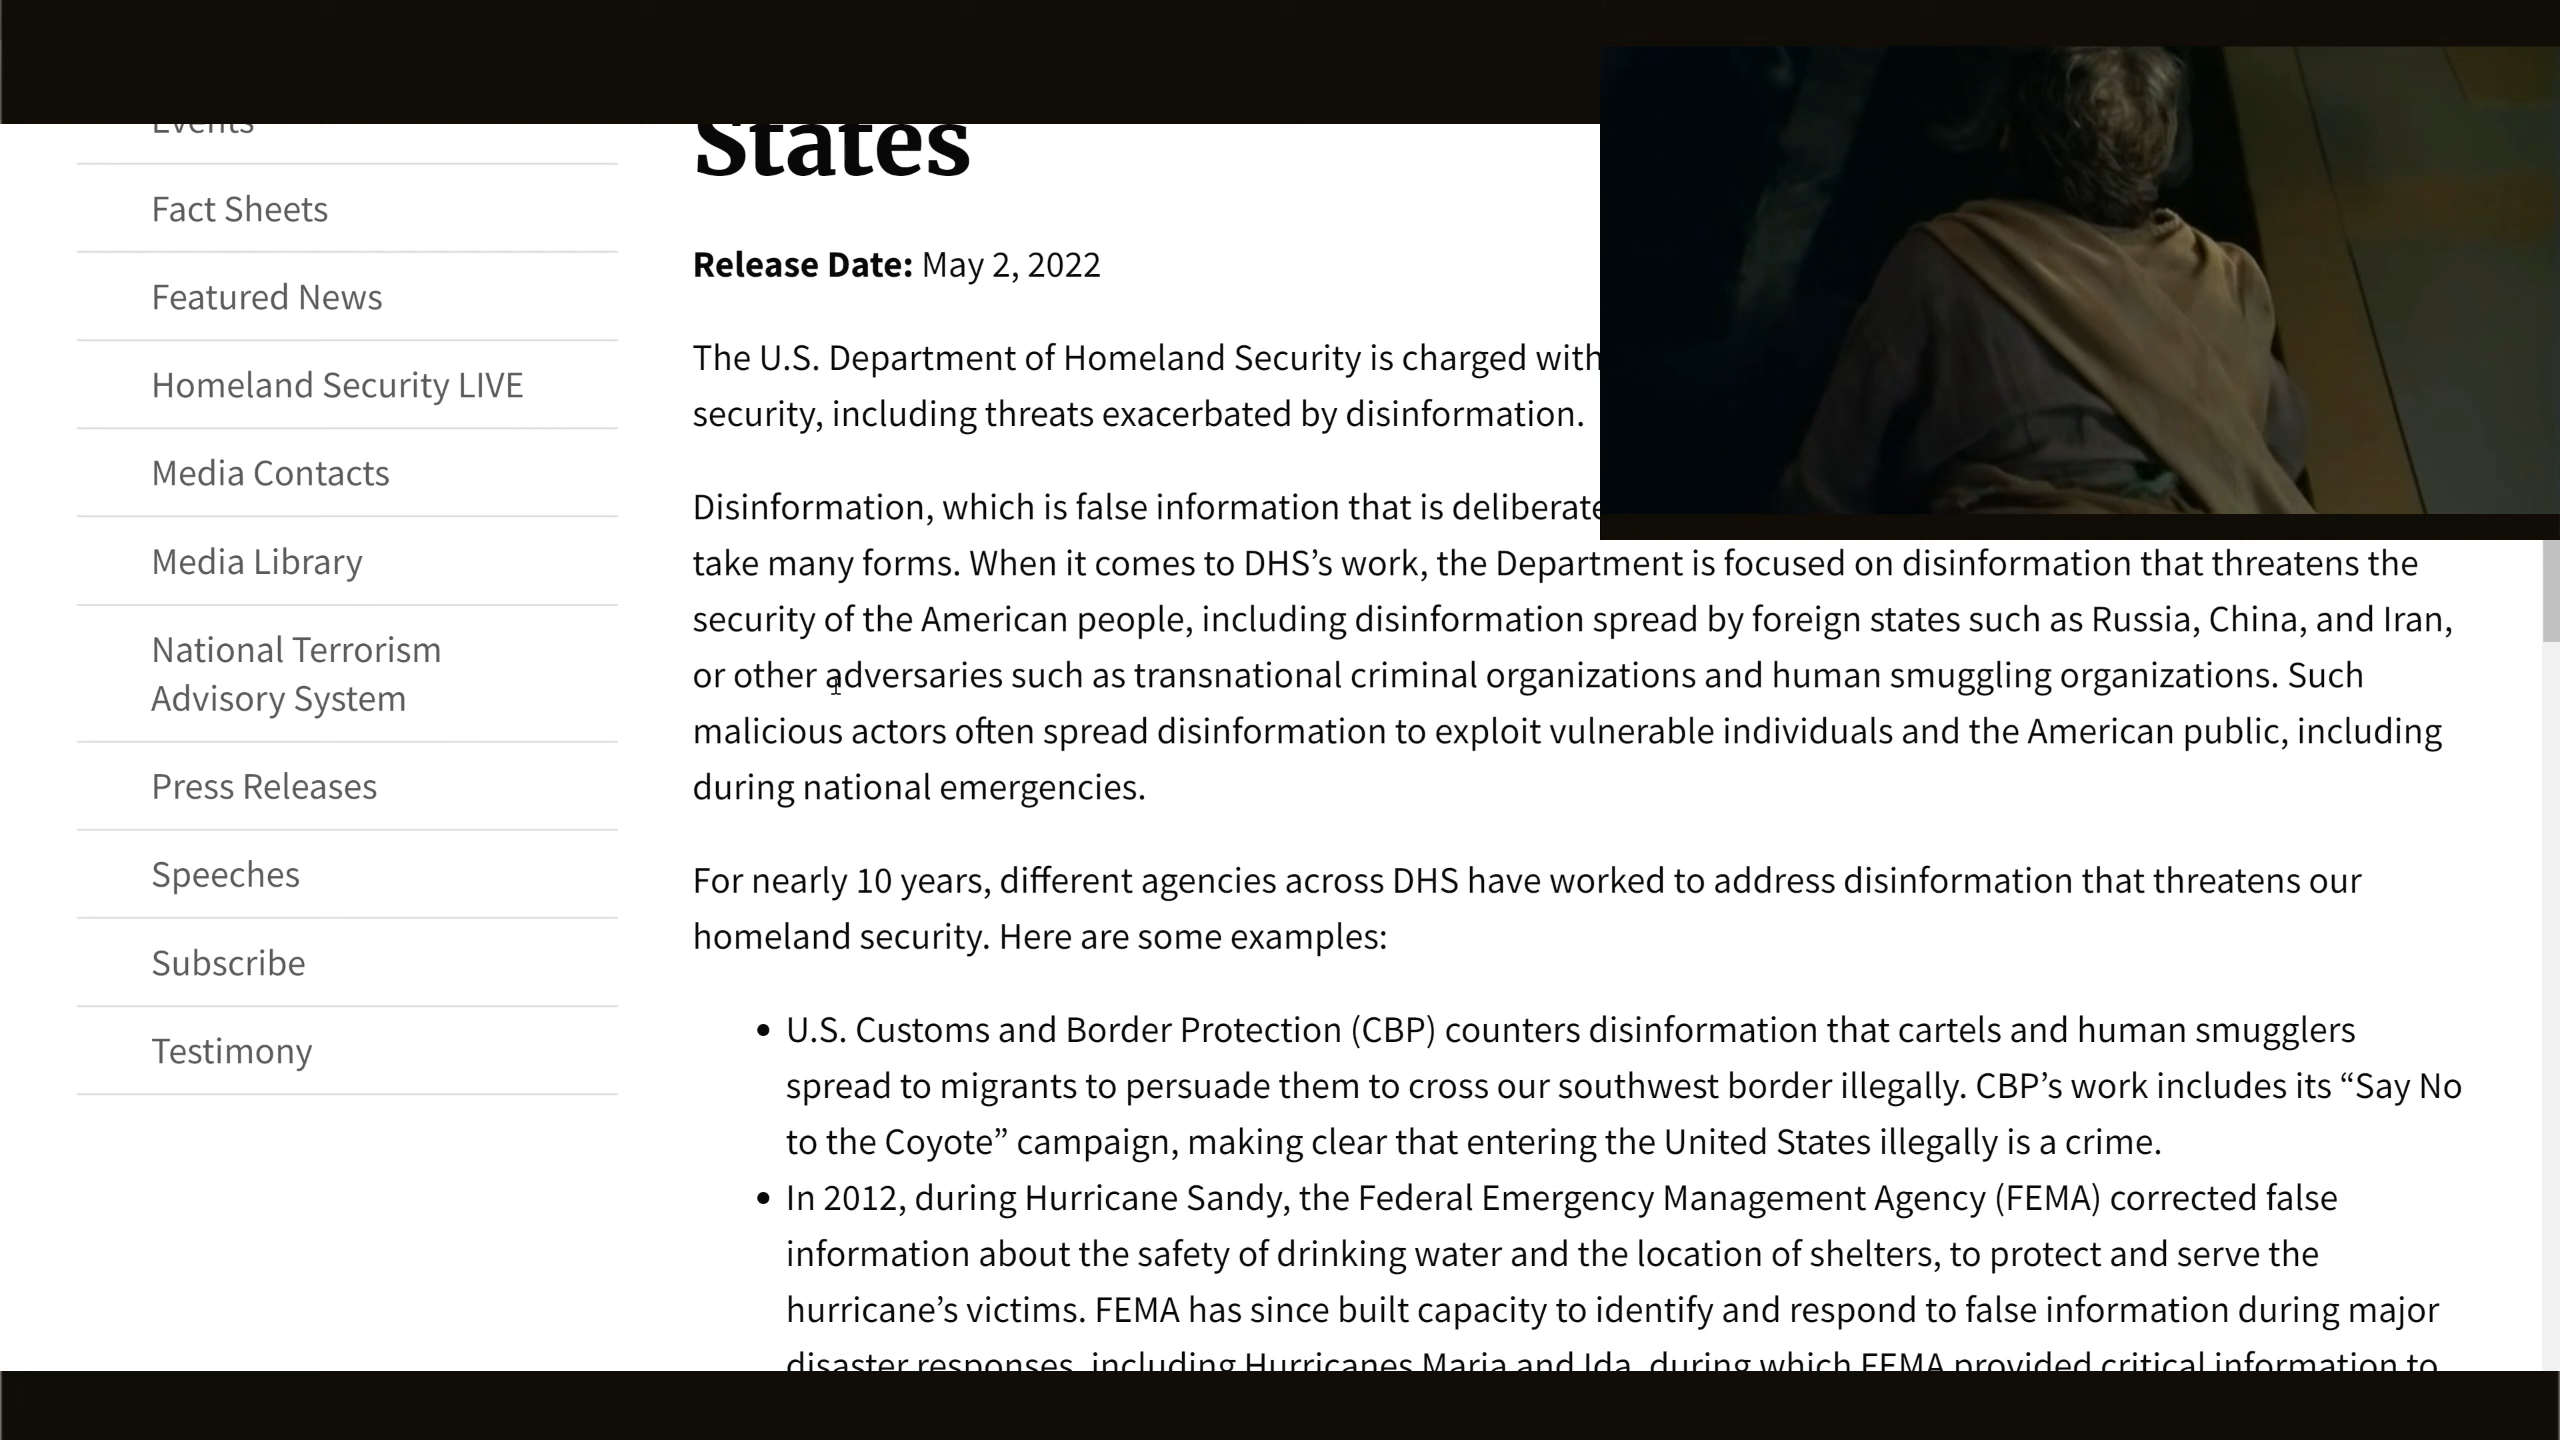 Events
Fact Sheets
Featured News
Homeland Security LIVE
Media Contacts
Media Library
National Terrorism
Advisory System
Press Releases
Speeches
Subscribe
Testimony
States
Release Date: May 2, 2022
The U.S. Department of Homeland Security is charged with
security, including threats exacerbated by disinformation.
Disinformation, which is false information that is
take many forms. When it comes to DHS’s work, the Department is focused on disinformation that threatens the
security of the American people, including disinformation spread by foreign states such as Russia, China, and Iran,
or other adversaries such as transnational criminal organizations and human smuggling organizations. Such
malicious actors often spread disinformation to exploit vulnerable individuals and the American public, including
during national emergencies.
For nearly 10 years, different agencies across DHS have worked to address disinformation that threatens our
homeland security. Here are some examples:
• U.S. Customs and Border Protection (CBP) counters disinformation that cartels and human smugglers
spread to migrants to persuade them to cross our southwest border illegally. CBP’s work includes its “Say No
to the Coyote” campaign, making clear that entering the United States illegally is a crime.
• In 2012, during Hurricane Sandy, the Federal Emergency Management Agency (FEMA) corrected false
information about the safety of drinking water and the location of shelters, to protect and serve the
hurricane’s victims. FEMA has since built capacity to identify and respond to false information during major
disaster responses, including Hurricanes Maria and Ida, during which FEMA provided critical information to